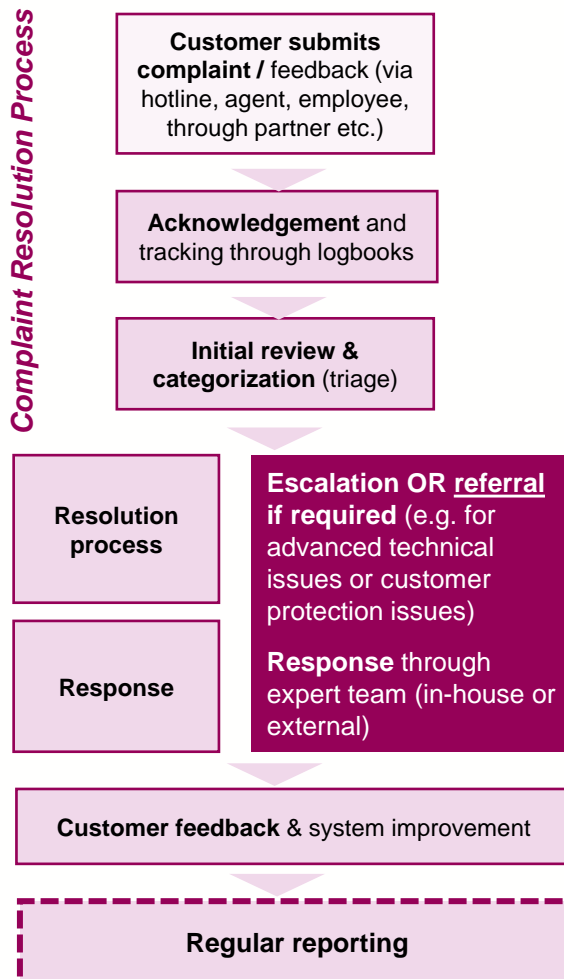 Complaint Resolution Process
Customer submits
complaint / feedback (via
hotline, agent, employee,
through partner etc.)
Acknowledgement and
tracking through logbooks
Initial review &
categorization (triage)
Resolution
process
Response
Escalation OR referral
if required (e.g. for
advanced technical
issues or customer
protection issues)
Response through
expert team (in-house or
external)
Customer feedback & system improvement
Regular reporting